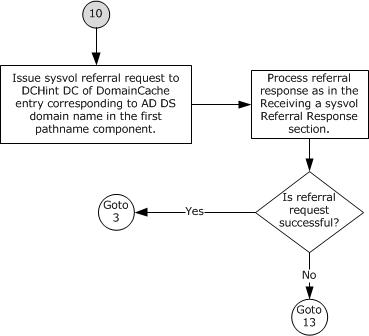 10
Issue sysvol referral request to
DCHint DC of DomainCache
entry corresponding to AD DS
domain name in the first
pathname component.
Process referral
response as in the
Receiving a sysvol
Referral Response
section.
Is referral
request
successful?
Yes
Goto
3
No
Goto
13